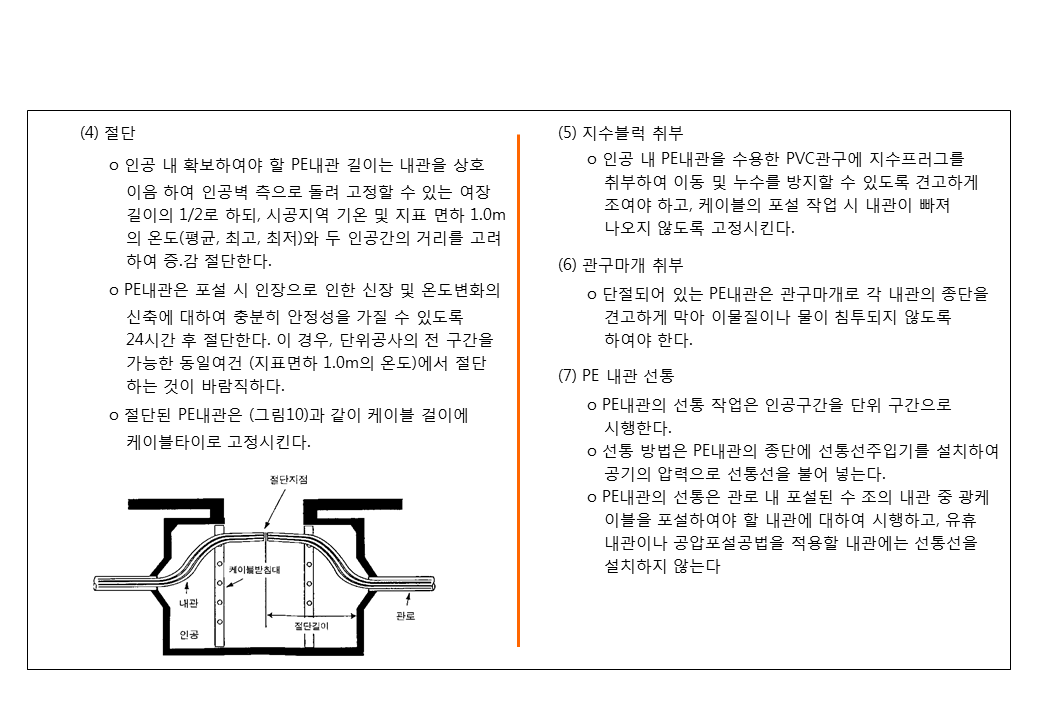 (4) 절단
ο 인공 내 확보하여야 할 PE내관 길이는 내관을 상호
이음 하여 인공벽 측으로 돌려 고정할 수 있는 여장
길이의 1/2로 하되, 시공지역 기온 및 지표 면하 1.0m
의 온도(평균, 최고, 최저)와 두 인공간의 거리를 고려
하여 증.감 절단한다.
ο PE내관은 포설 시 인장으로 인한 신장 및 온도변화의
신축에 대하여 충분히 안정성을 가질 수 있도록
24시간 후 절단한다. 이 경우, 단위공사의 전 구간을
가능한 동일여건 (지표면하 1.0m의 온도)에서 절단
하는 것이 바람직하다.
ο 절단된 PE내관은 (그림10)과 같이 케이블 걸이에
케이블타이로 고정시킨다.
절단지점
케이블받침대
내관
관로
절단길이
인공
(5) 지수블럭 취부
ο 인공 내 PE내관을 수용한 PVC관구에 지수프러그를
취부하여 이동 및 누수를 방지할 수 있도록 견고하게
조여야 하고, 케이블의 포설 작업 시 내관이 빠져
나오지 않도록 고정시킨다.
(6) 관구마개 취부
ο 단절되어 있는 PE내관은 관구마개로 각 내관의 종단을
견고하게 막아 이물질이나 물이 침투되지 않도록
하여야 한다.
(7) PE 내관 선통
ο PE내관의 선통 작업은 인공구간을 단위 구간으로
시행한다.
ο 선통 방법은 PE내관의 종단에 선통선주입기를 설치하여
공기의 압력으로 선통선을 불어 넣는다.
ο PE내관의 선통은 관로 내 포설된 수 조의 내관 중 광케
이블을 포설하여야 할 내관에 대하여 시행하고, 유휴
내관이나 공압포설공법을 적용할 내관에는 선통선을
설치하지 않는다